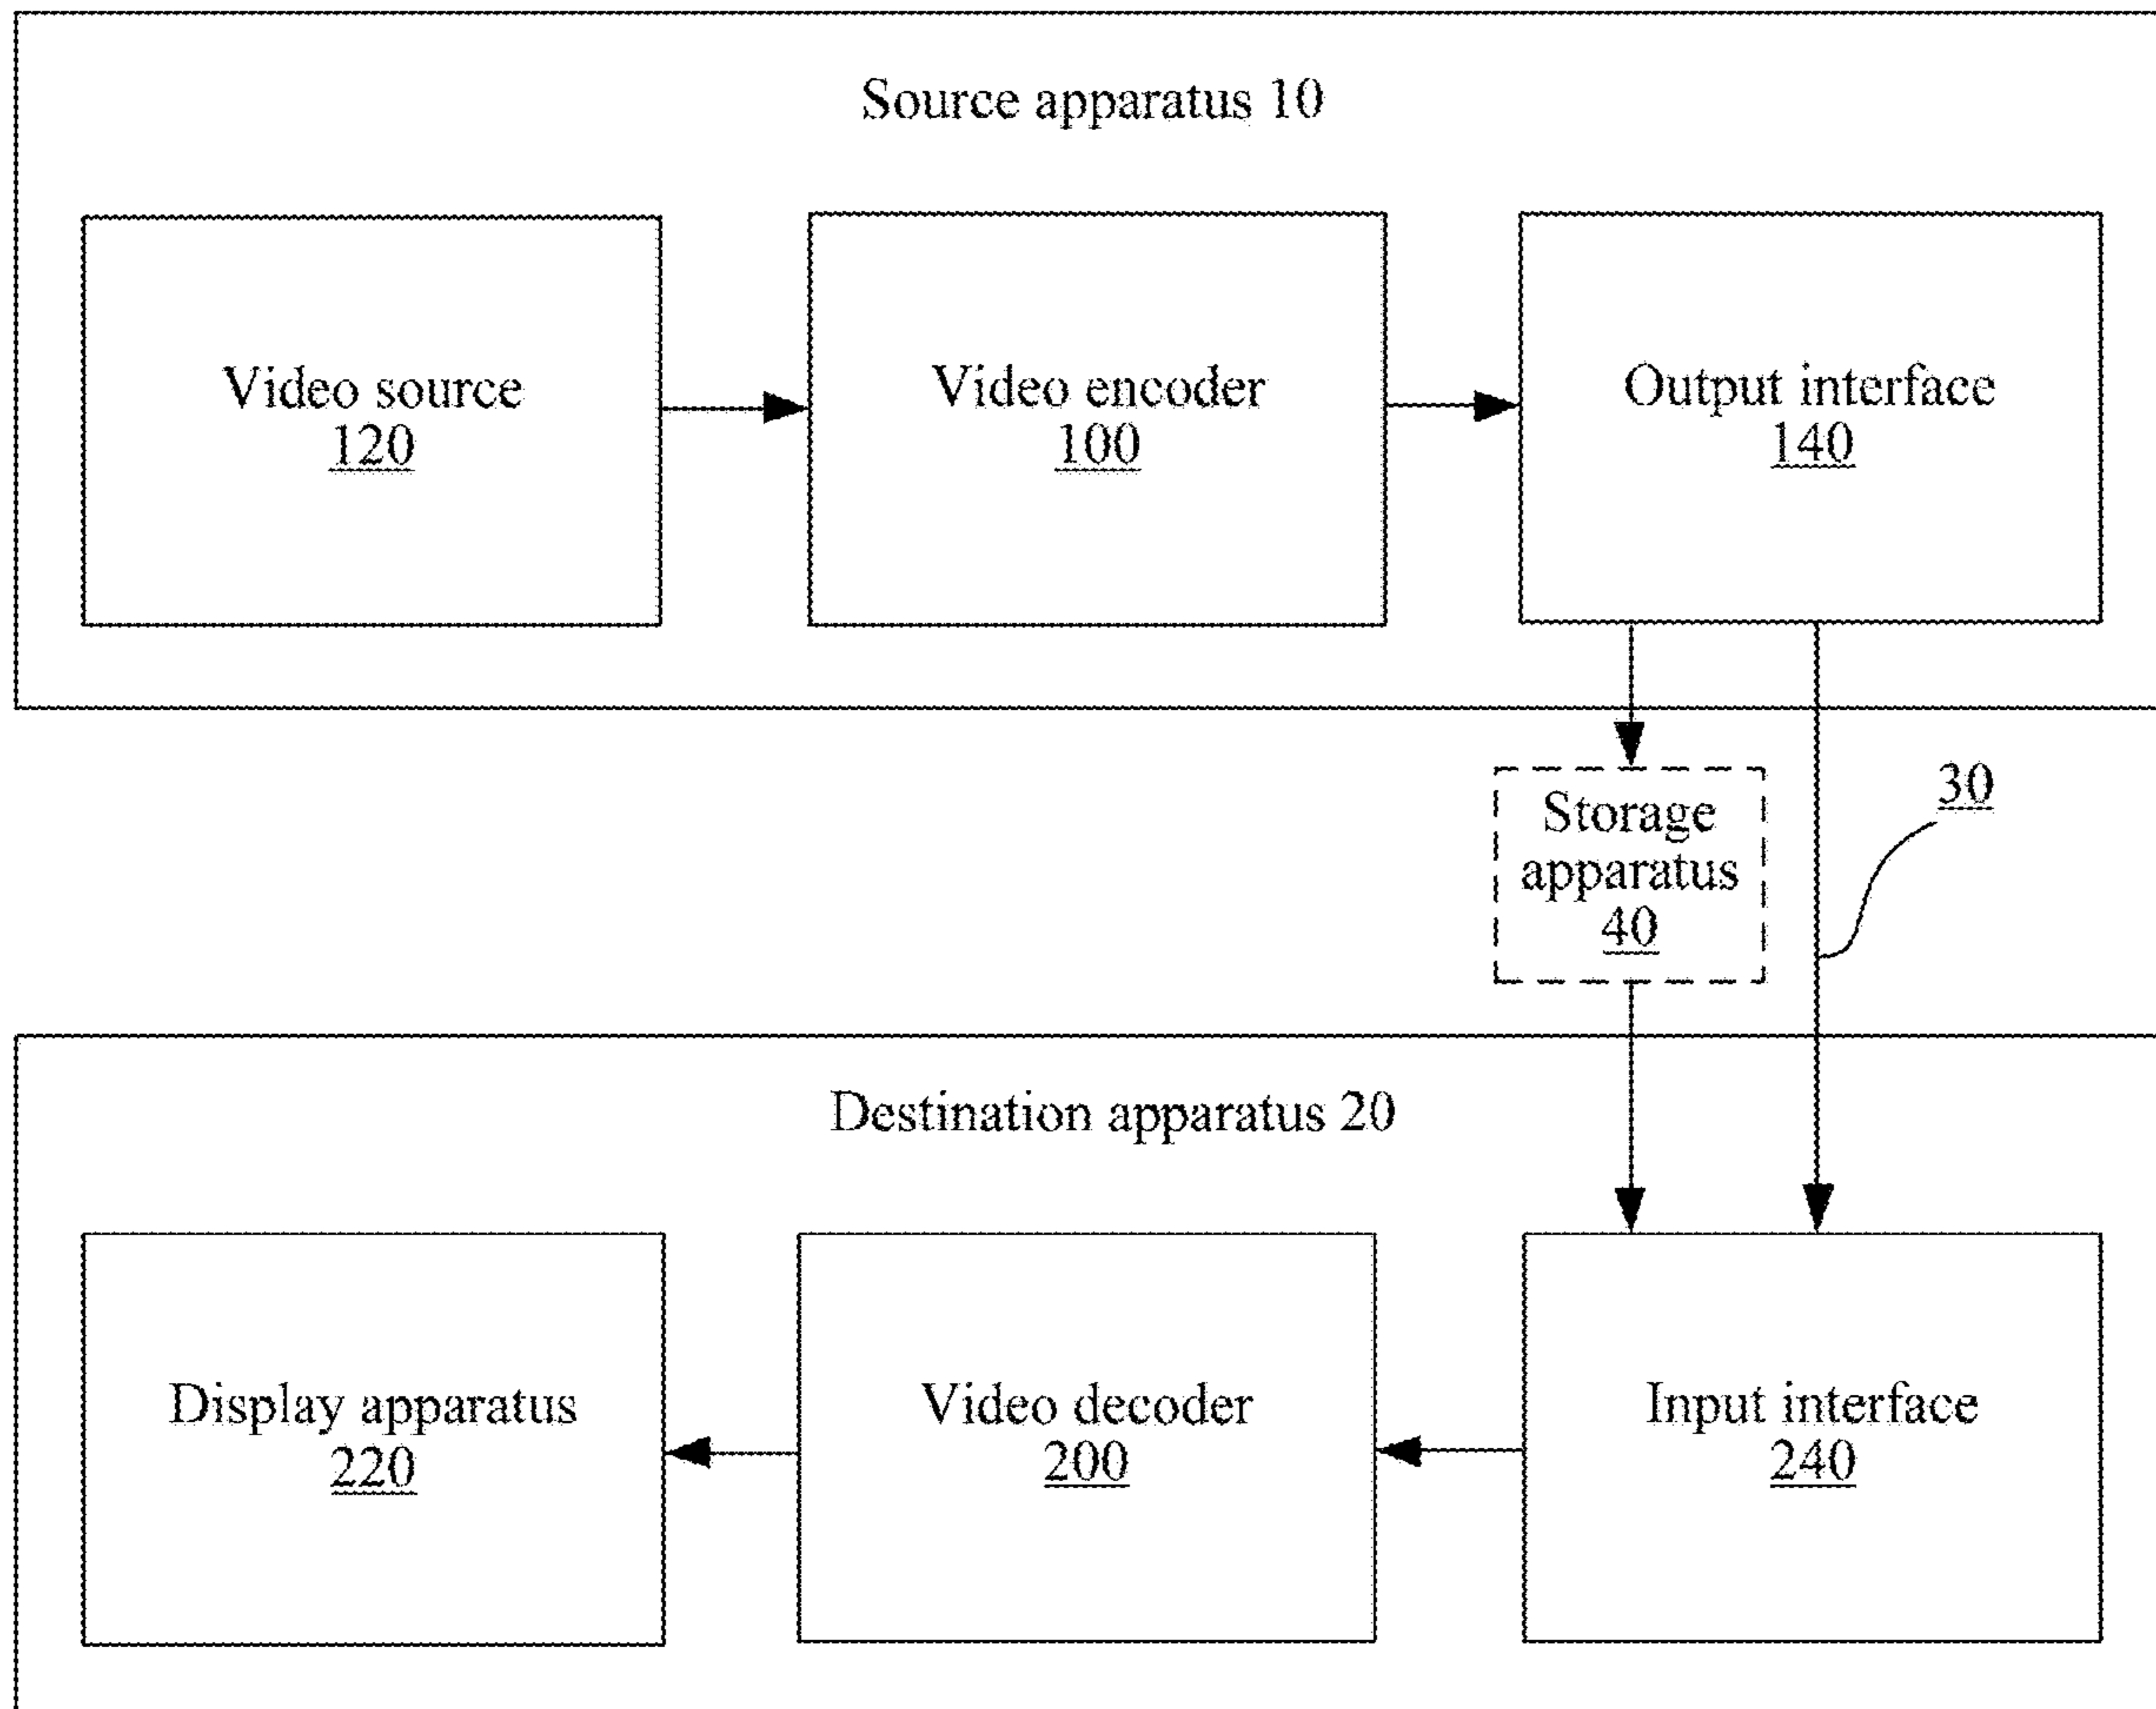 Source apparatus 10
Video source
120
Video encoder
100
Output interface
140
Storage
apparatus
40
30
Destination apparatus 20
Display apparatus
220
Video decoder
200
Input interface
240